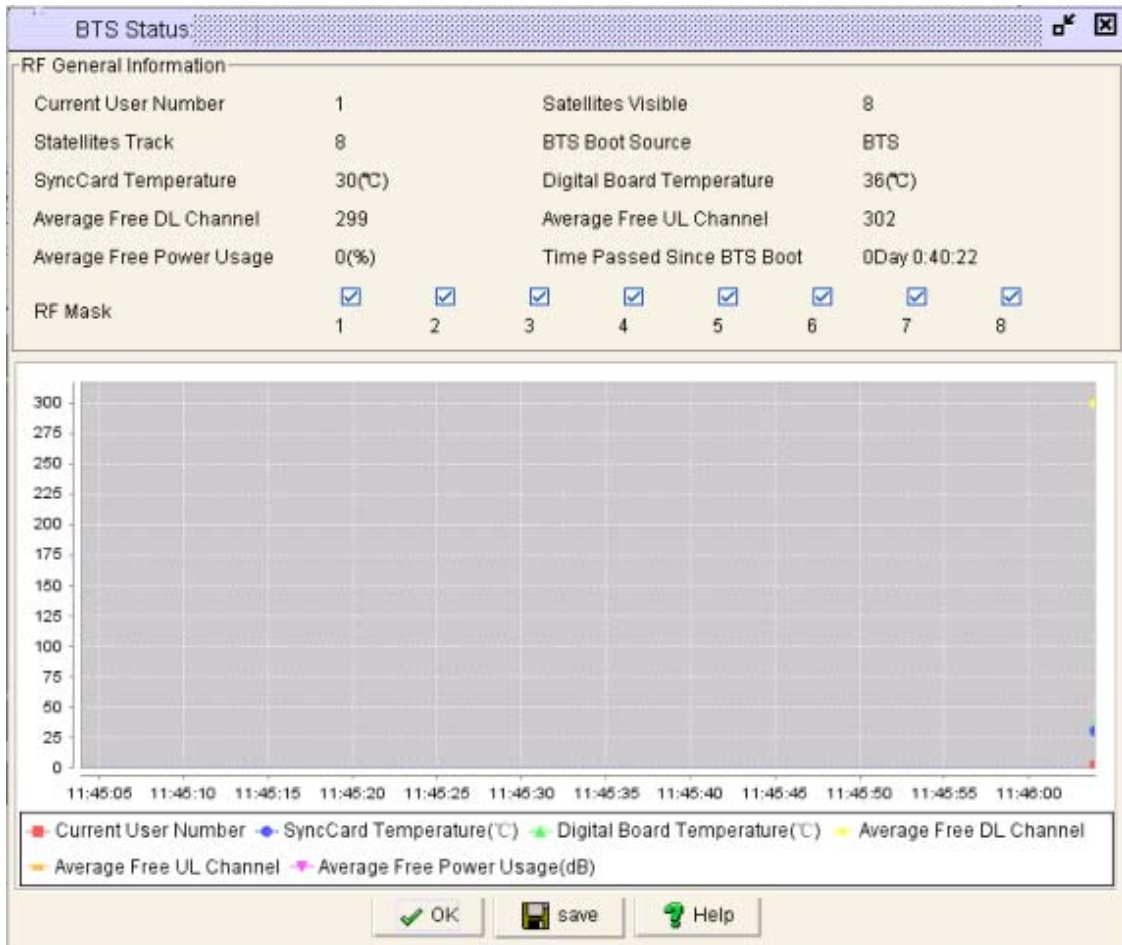 BTS Status
RF General Information
Current User Number 1 Satellites Visible 8
Statellites Track 8 BTS Boot Source BTS
SyncCard Temperature 30(℃) Digital Board Temperature 36(℃)
Average Free DL Channel 299 Average Free UL Channel 302
Average Free Power Usage 0(%) Time Passed Since BTS Boot 0Day 0:40:22
RF Mask
1 2 3 4 5 6 7 8
300
275
250
225
200
175
150
125
100
75
50
25
0
11:45:05 11:45:10 11:45:15 11:45:20 11:45:25 11:45:30 11:45:35 11:45:40 11:45:45 11:45:50 11:45:55 11:46:00
Current User Number SyncCard Temperature(℃) Digital Board Temperature(℃) Average Free DL Channel
Average Free UL Channel Average Free Power Usage(dB)
OK save Help